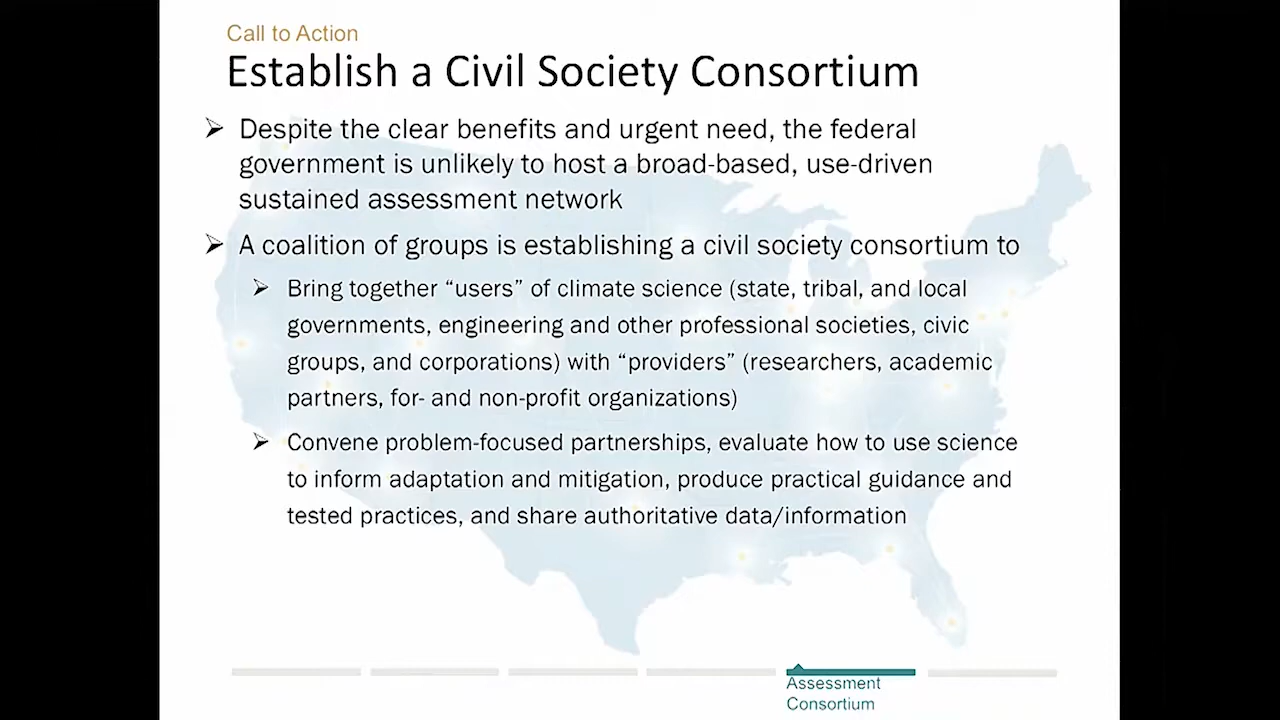 Call to Action
Establish a Civil Society Consortium
➢ Despite the clear benefits and urgent need, the federal
government is unlikely to host a broad-based, use-driven
sustained assessment network
➢ A coalition of groups is establishing a civil society consortium to
➢ Bring together “users” of climate science (state, tribal, and local
governments, engineering and other professional societies, civic
groups, and corporations) with “providers” (researchers, academic
partners, for- and non-profit organizations)
➢ Convene problem-focused partnerships, evaluate how to use science
to inform adaptation and mitigation, produce practical guidance and
tested practices, and share authoritative data/information
Assessment
Consortium